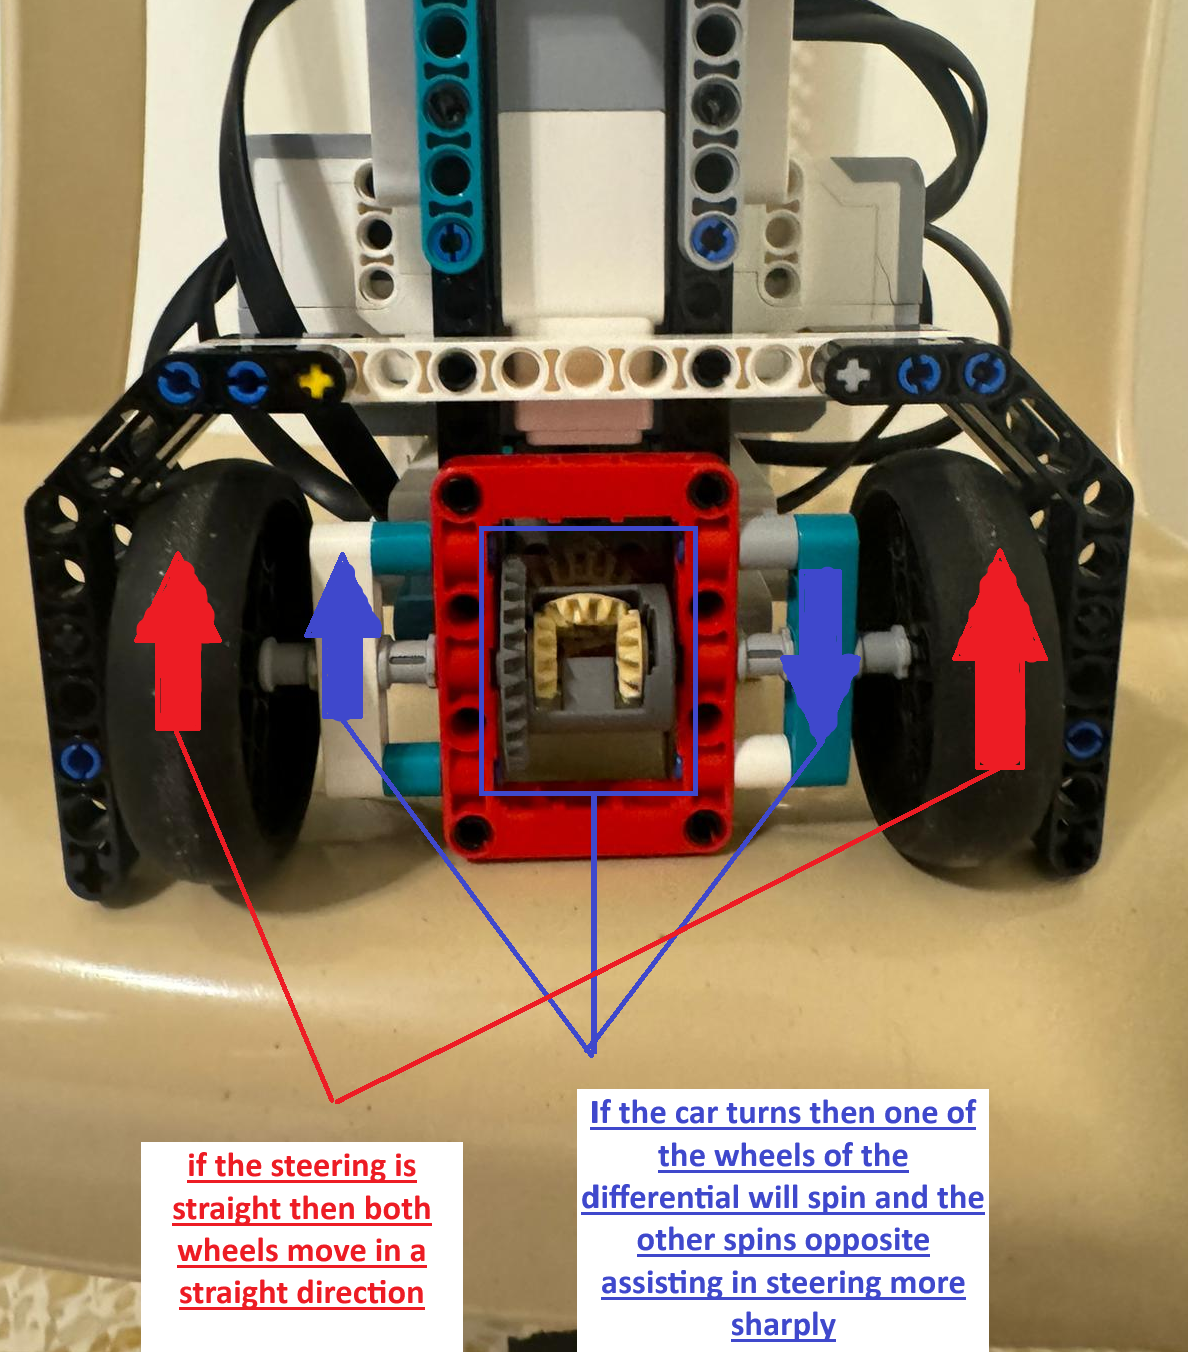 if the steering is
straight then both
wheels move in a
straight direction
If the car turns then one of
the wheels of the
differential will spin and the
other spins opposite
assisting in steering more
sharply